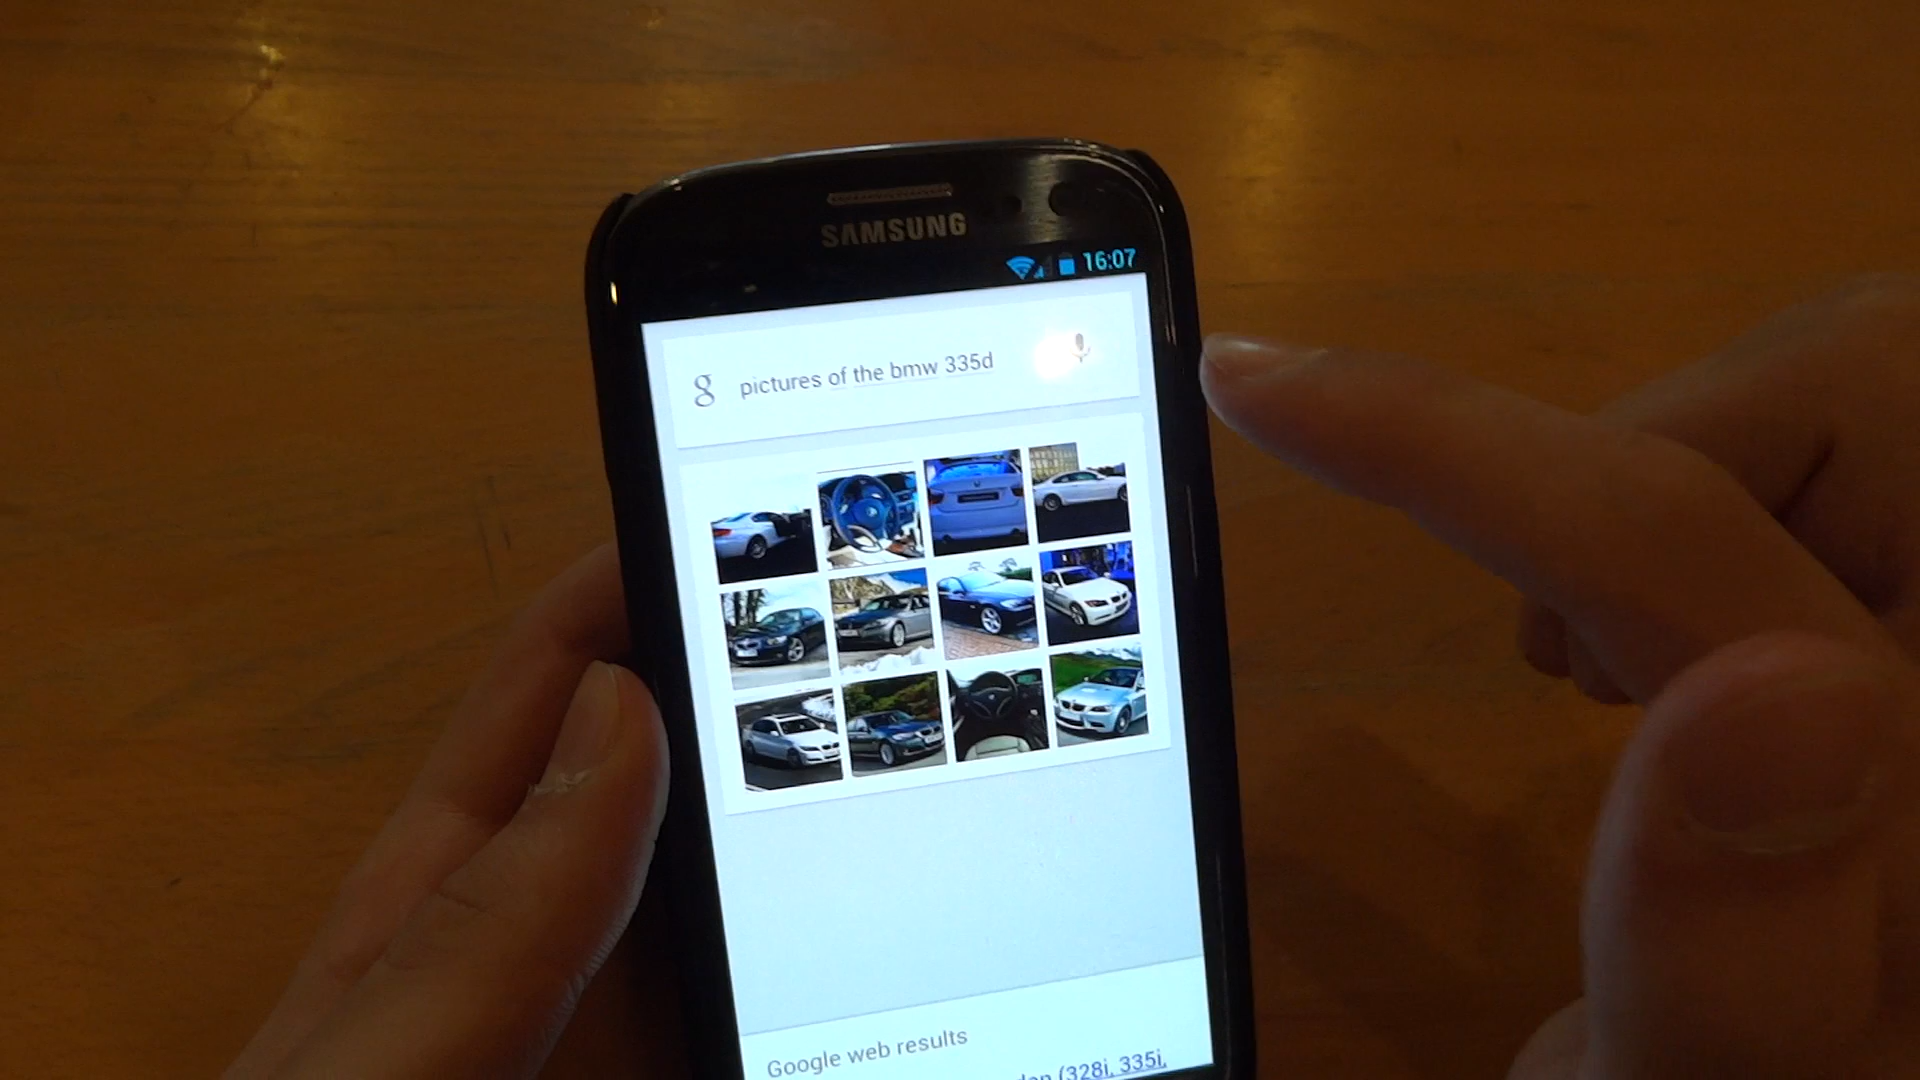 SAMSUNG
16:07
g pictures of the bmw 335d
Google web results
(328i, 335i,